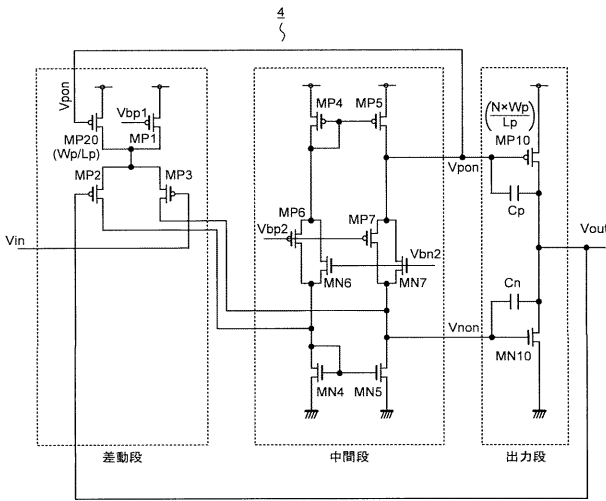 4
Vpon
Vbp1
MP20
(Wp/Lp)
MP1
MP2
MP3
Vin
差動段
MP4
MP5
MP6
MP7
Vbp2
Vbn2
MN6
MN7
MN4
MN5
中間段
Vpon
Vnon
(N×Wp/Lp)
MP10
Cp
Vout
Cn
MN10
出力段